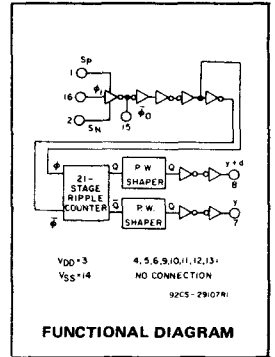 Sp
1
16 ϕI
2
SN
15 ϕ̄O
ϕ
ϕ̄
21-
STAGE
RIPPLE
COUNTER
Q P.W. Q y + d
SHAPER 8
Q̄ P.W. Q y
SHAPER 7
VDD = 3 4,5,6,9,10,11,12,13:
VSS = 14 NO CONNECTION
92CS-29107R1
FUNCTIONAL DIAGRAM